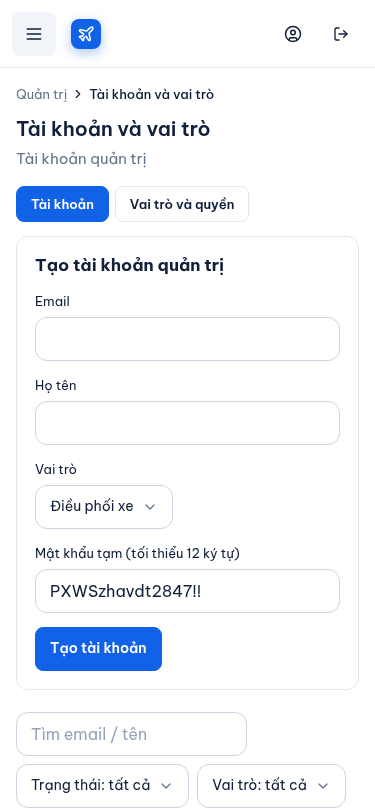 Quản trị > Tài khoản và vai trò
Tài khoản và vai trò
Tài khoản quản trị
Tài khoản Vai trò và quyền
Tạo tài khoản quản trị
Email
Họ tên
Vai trò
Điều phối xe
Mật khẩu tạm (tối thiểu 12 ký tự)
PXWSzhavdt2847!!
Tạo tài khoản
Tìm email / tên
Trạng thái: tất cả Vai trò: tất cả